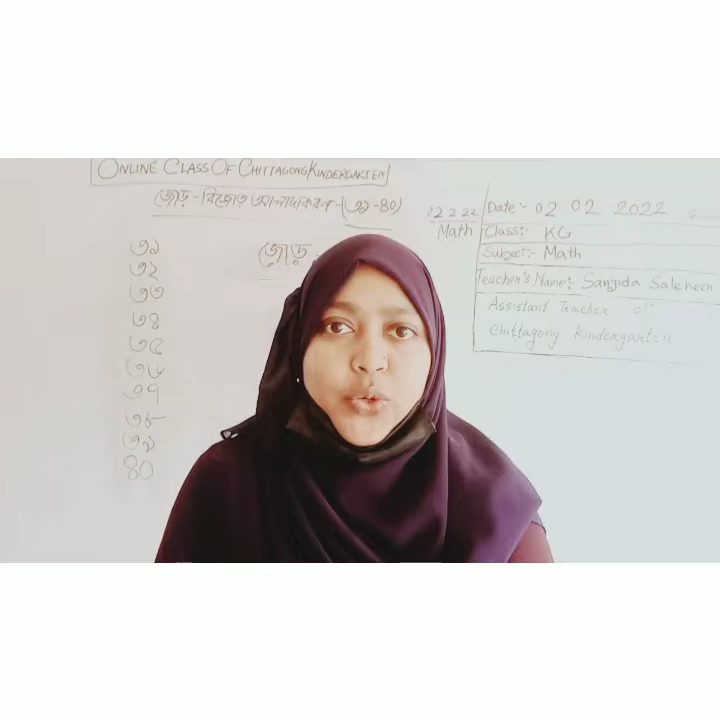 ONLINE CLASS OF CHITTAGONG KINDERGARTEN
জোড় - বিজোড় আলাদাকরণ - (৩১ - ৪০)
জোড়
৩১
৩২
৩৩
৩৪
৩৫
৩৬
৩৭
৩৮
৩৯
৪০
02 2 22
Math
Date:- 02.02 2022
Class:- KG
Subject:- Math
Teacher's Name:- Sanjida Saleheen
Assistant Teacher of
Chittagong Kindergarten